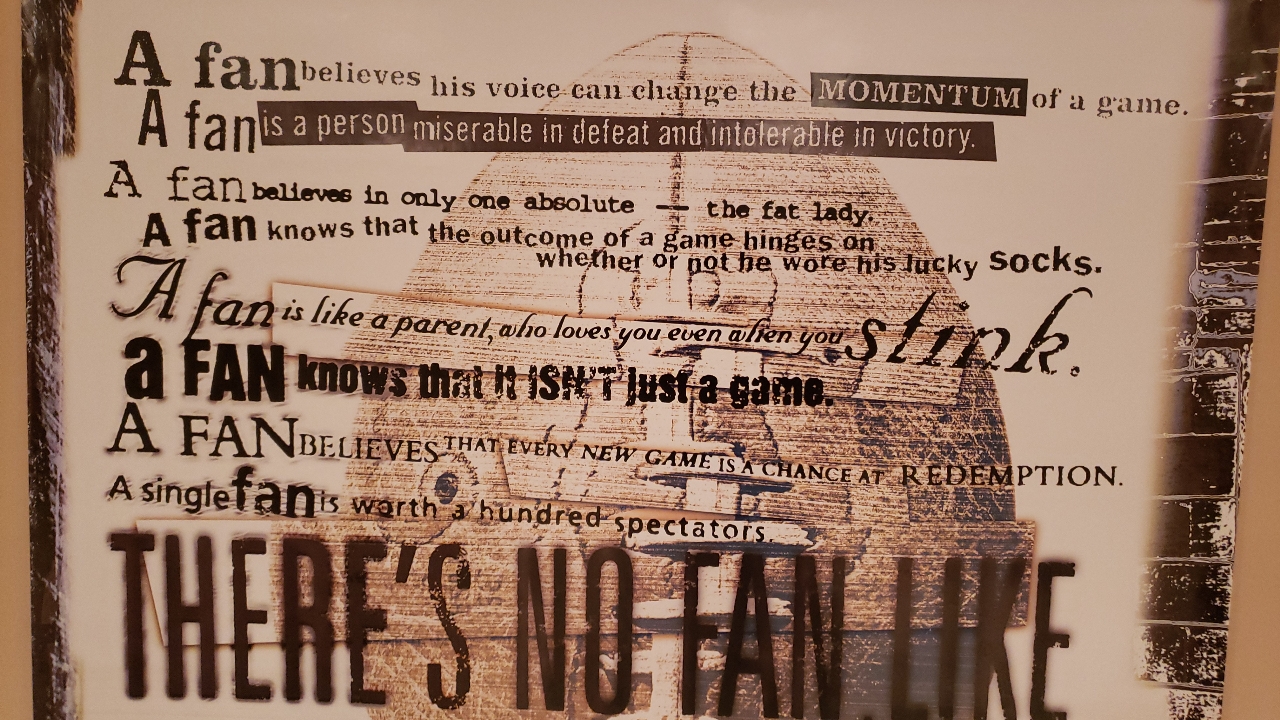 A fan believes his voice can change the MOMENTUM of a game.
A fan is a person miserable in defeat and intolerable in victory.
A fan believes in only one absolute -- the fat lady.
A fan knows that the outcome of a game hinges on
whether or not he wore his lucky socks.
A fan is like a parent, who loves you even when you stink.
a FAN knows that it ISN'T just a game.
A FAN BELIEVES THAT EVERY NEW GAME IS A CHANCE AT REDEMPTION.
A single fan is worth a hundred spectators.
THERE'S NO FAN LIKE